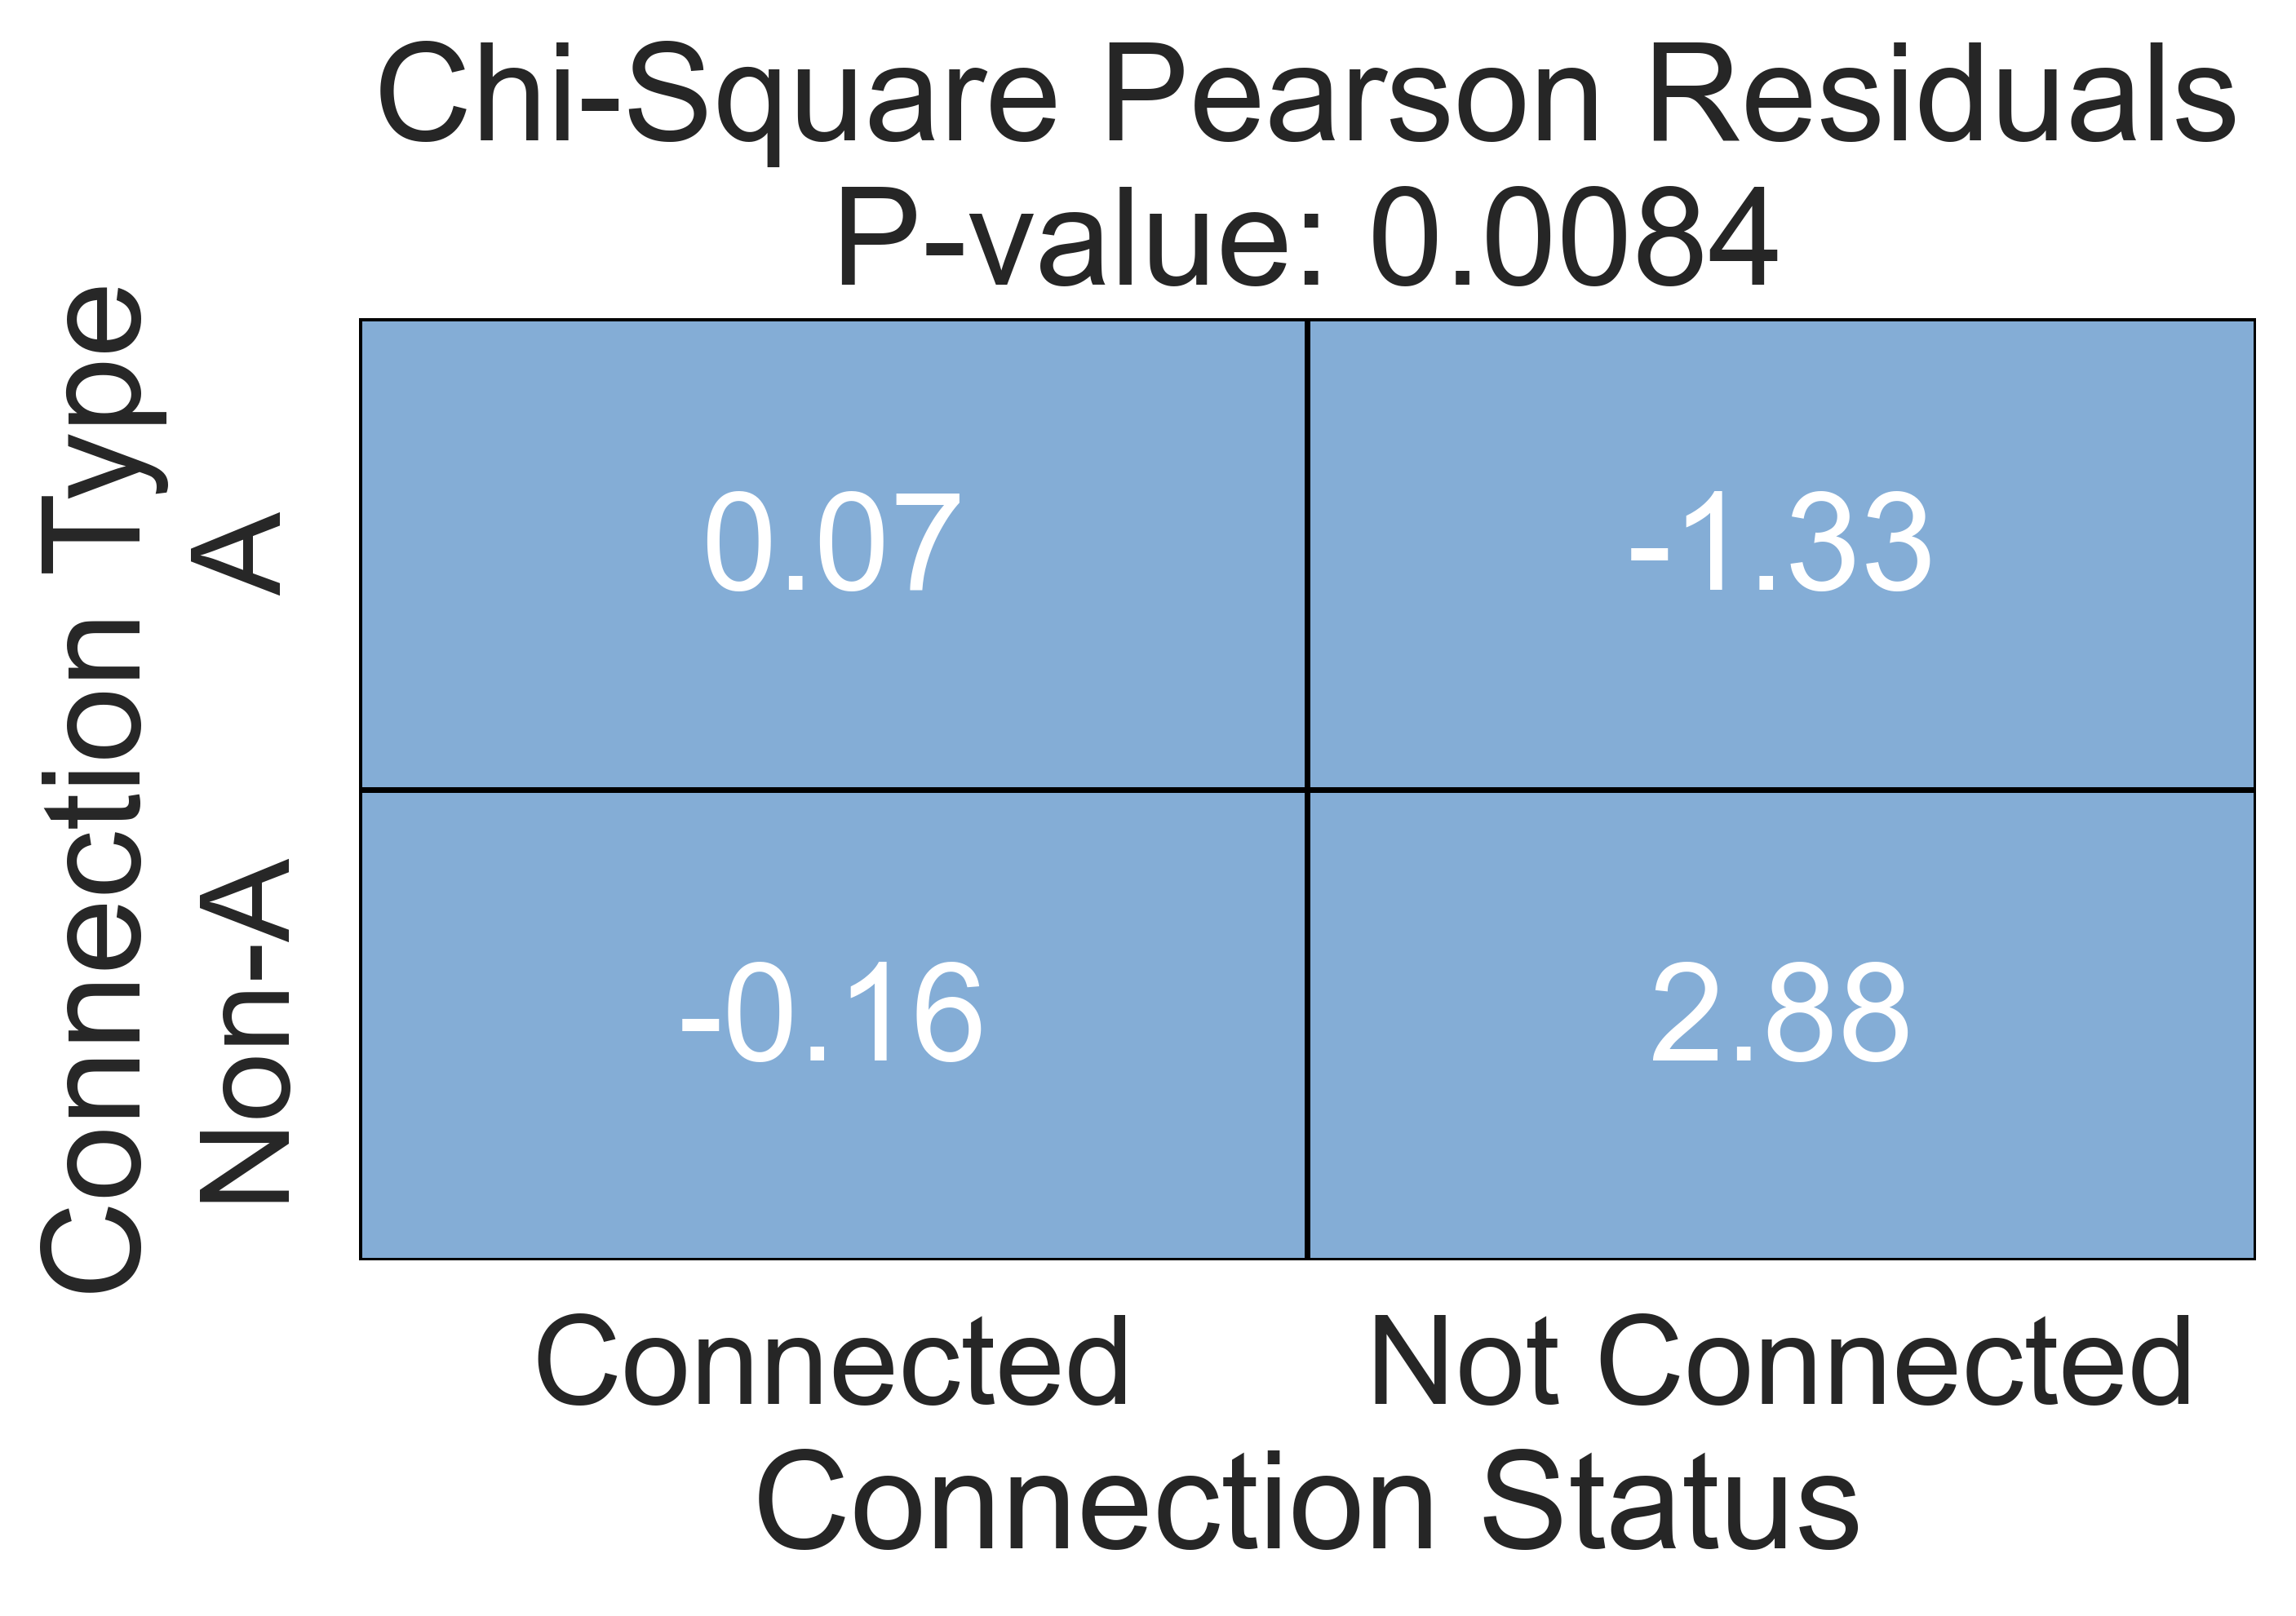 Chi-Square Pearson Residuals
P-value: 0.0084
Connection Type
A
0.07
-1.33
Non-A
-0.16
2.88
Connected
Not Connected
Connection Status